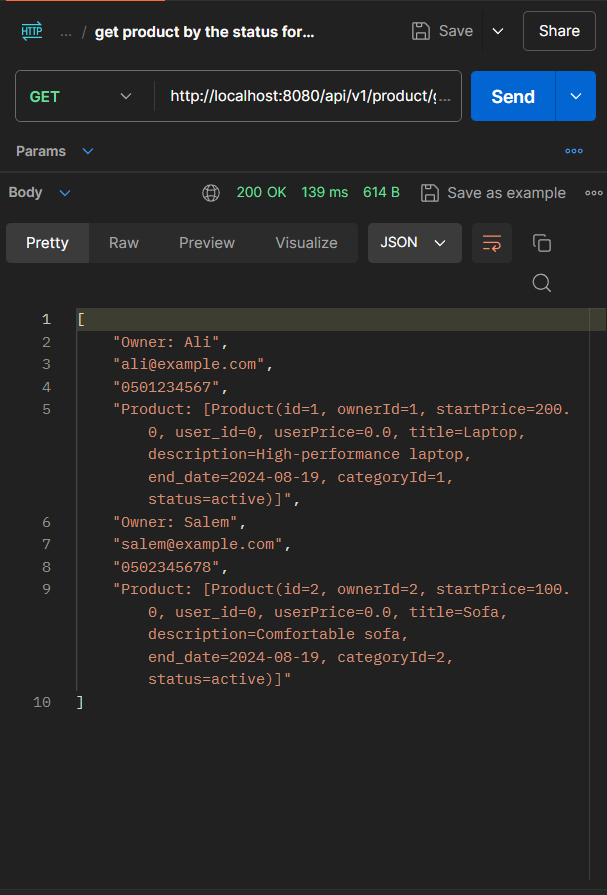 HTTP ... / get product by the status for... Save Share
GET http://localhost:8080/api/v1/product/g... Send
Params
Body 200 OK 139 ms 614 B Save as example
Pretty Raw Preview Visualize JSON
1 [
2 "Owner: Ali",
3 "ali@example.com",
4 "0501234567",
5 "Product: [Product(id=1, ownerId=1, startPrice=200.
0, user_id=0, userPrice=0.0, title=Laptop,
description=High-performance laptop,
end_date=2024-08-19, categoryId=1,
status=active)]",
6 "Owner: Salem",
7 "salem@example.com",
8 "0502345678",
9 "Product: [Product(id=2, ownerId=2, startPrice=100.
0, user_id=0, userPrice=0.0, title=Sofa,
description=Comfortable sofa,
end_date=2024-08-19, categoryId=2,
status=active)]"
10 ]